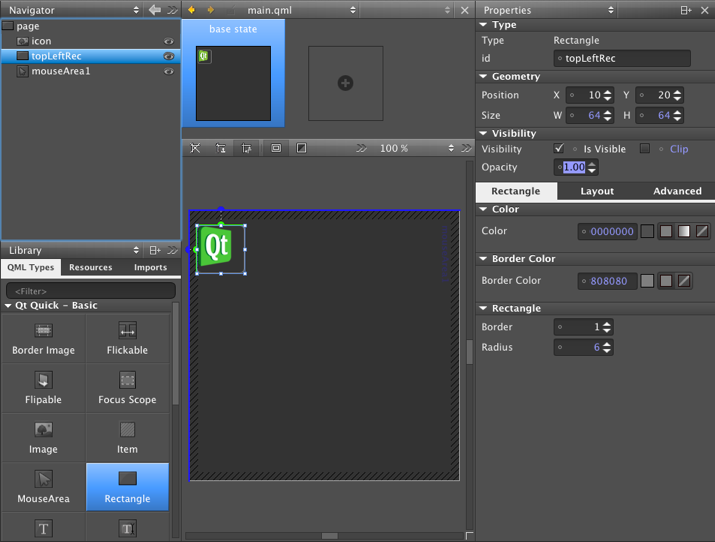 Navigator
page
icon
topLeftRec
mouseArea1
Library
QML Types Resources Imports
<Filter>
Qt Quick - Basic
Border Image Flickable
Flipable Focus Scope
Image Item
MouseArea Rectangle
T T
main.qml
base state
Qt
100 %
Qt
Properties
Type
Type Rectangle
id topLeftRec
Geometry
Position X 10 Y 20
Size W 64 H 64
Visibility
Visibility Is Visible Clip
Opacity 1.00
Rectangle Layout Advanced
Color
Color 0000000
Border Color
Border Color 808080
Rectangle
Border 1
Radius 6